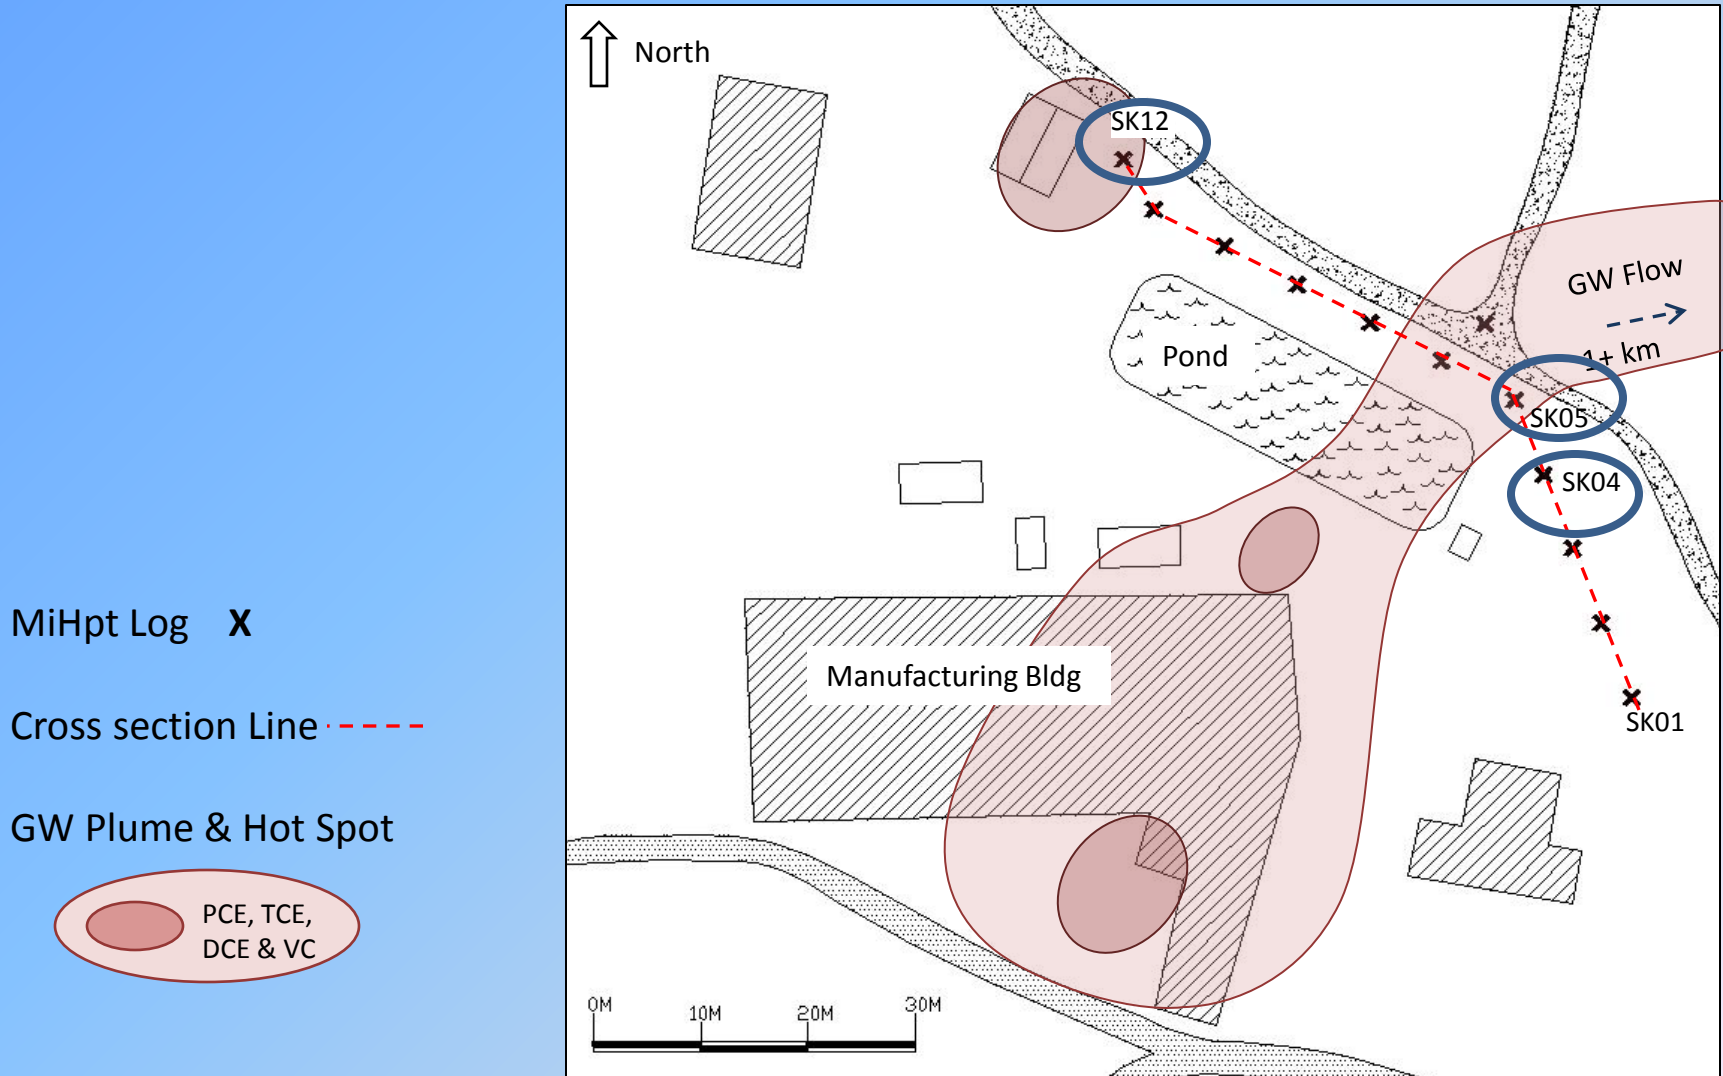 North
SK12
GW Flow
1+ km
Pond
SK05
SK04
MiHpt Log X
Manufacturing Bldg
Cross section Line
SK01
GW Plume & Hot Spot
PCE, TCE,
DCE & VC
0M 10M 20M 30M